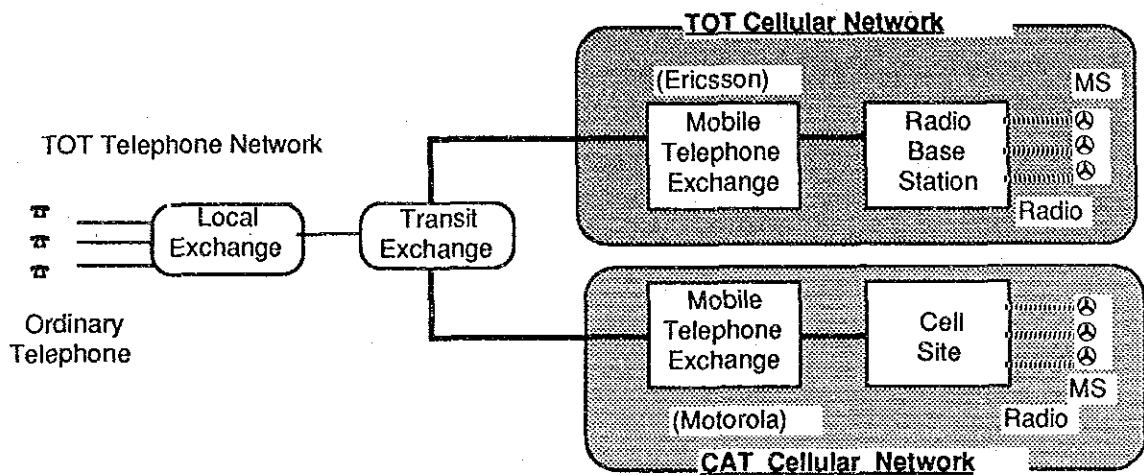 TOT Cellular Network
(Ericsson)
MS
Mobile
Telephone
Exchange
Radio
Base
Station
Radio
TOT Telephone Network
Local
Exchange
Transit
Exchange
Ordinary
Telephone
Mobile
Telephone
Exchange
Cell
Site
MS
(Motorola)
Radio
CAT Cellular Network